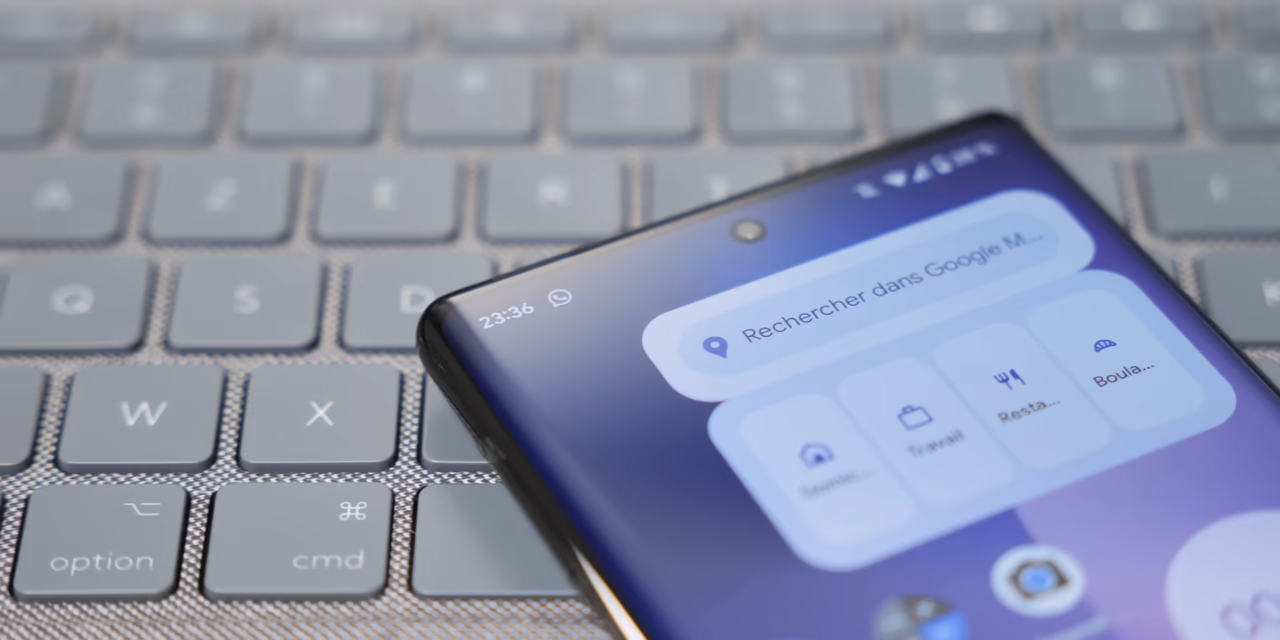 A Z E R T
Q S D
W X
option
⌘
cmd
23:36
Rechercher dans Google M...
Travail
Resta...
Boula...